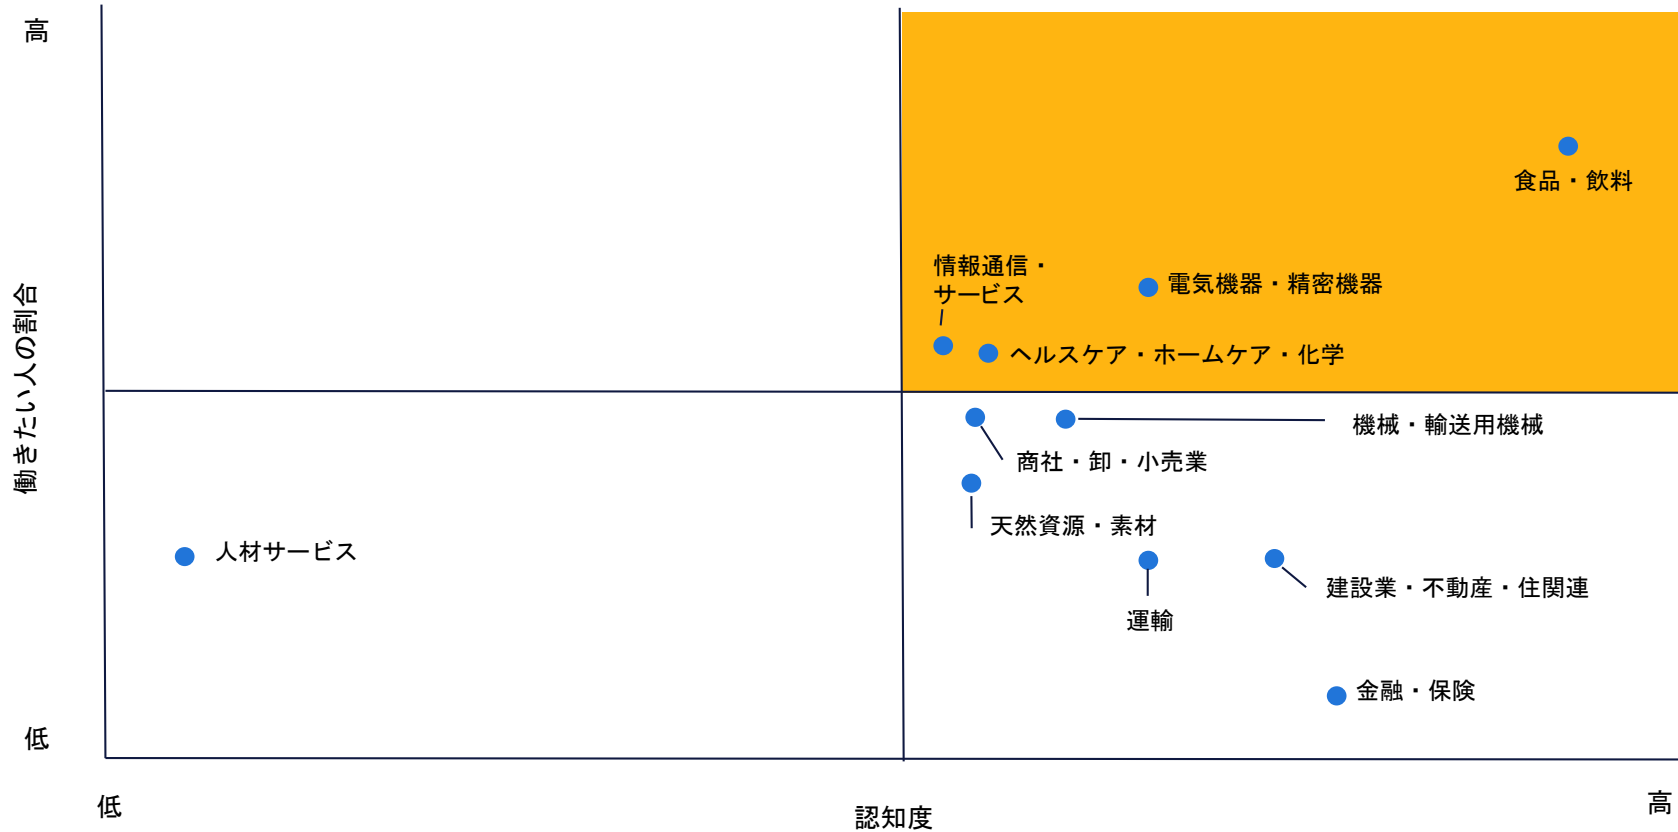 高
食品・飲料
情報通信・
サービス
電気機器・精密機器
ヘルスケア・ホームケア・化学
働きたい人の割合
機械・輸送用機械
商社・卸・小売業
天然資源・素材
人材サービス
建設業・不動産・住関連
運輸
金融・保険
低
低
認知度
高